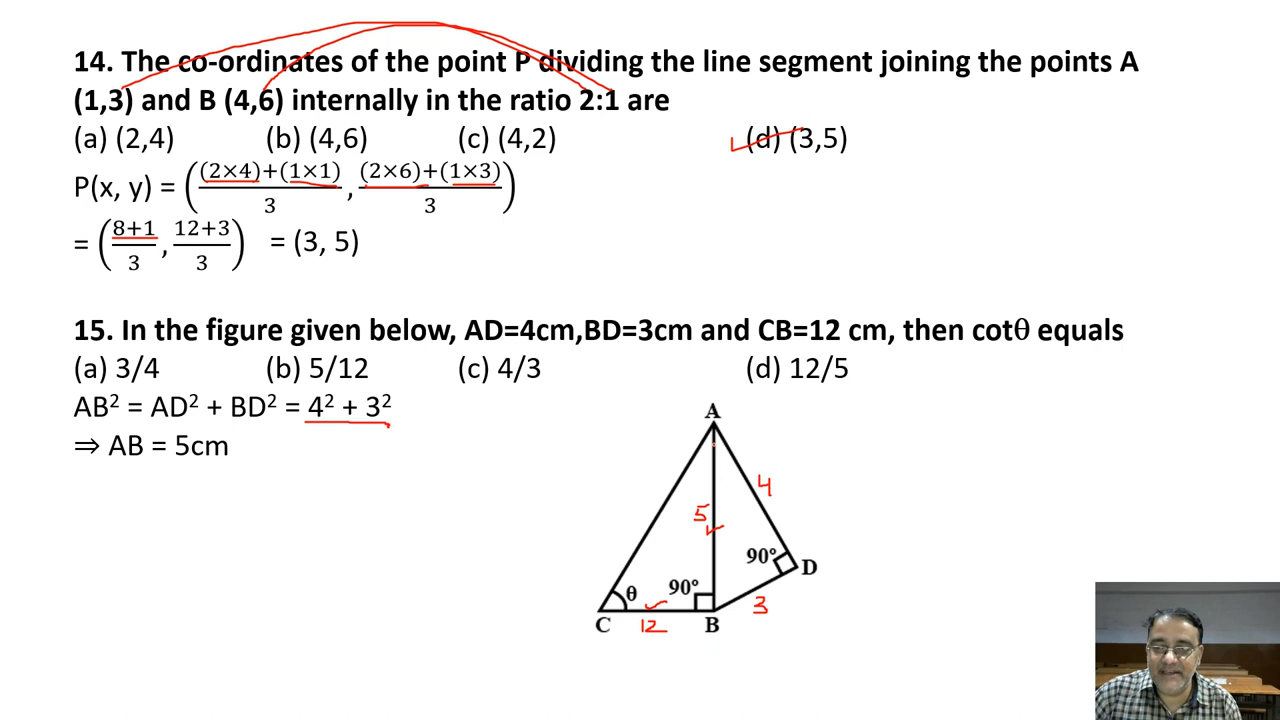 14. The co-ordinates of the point P dividing the line segment joining the points A
(1,3) and B (4,6) internally in the ratio 2:1 are
(a) (2,4) (b) (4,6) (c) (4,2) (d) (3,5)
P(x, y) = ((2×4)+(1×1)/3, (2×6)+(1×3)/3)
= (8+1/3, 12+3/3) = (3, 5)
15. In the figure given below, AD=4cm,BD=3cm and CB=12 cm, then cotθ equals
(a) 3/4 (b) 5/12 (c) 4/3 (d) 12/5
AB² = AD² + BD² = 4² + 3²
⇒ AB = 5cm
A
4
5
90°
D
θ
90°
3
C
12
B